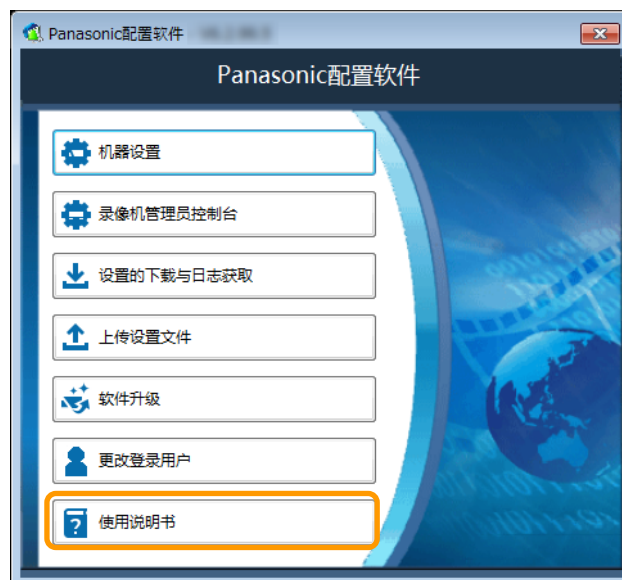 Panasonic配置软件
Panasonic配置软件
机器设置
录像机管理员控制台
设置的下载与日志获取
上传设置文件
软件升级
更改登录用户
使用说明书